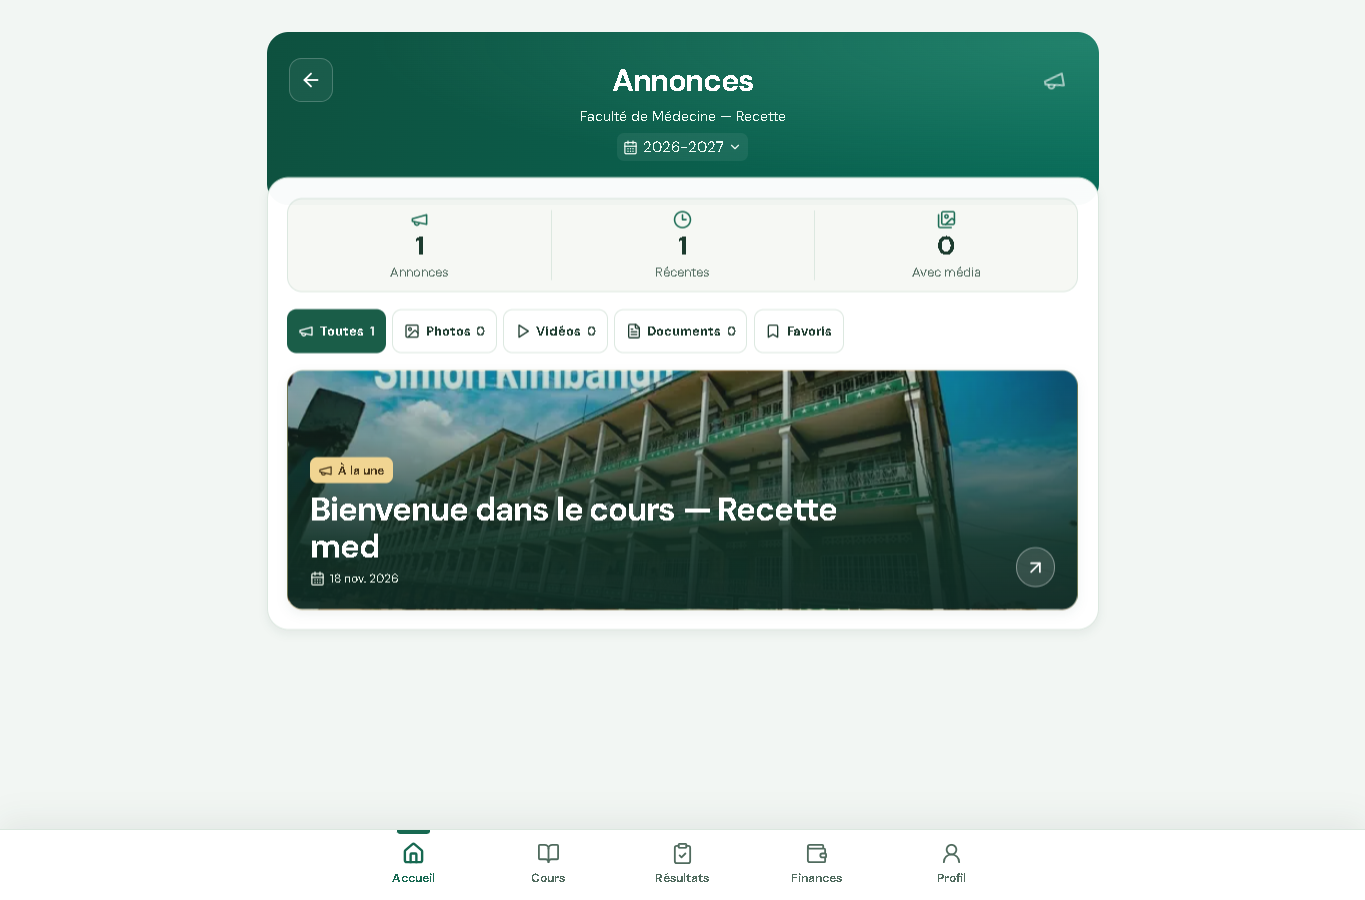 Annonces
Faculté de Médecine — Recette
2026-2027
1
Annonces
1
Récentes
0
Avec média
Toutes 1
Photos 0
Vidéos 0
Documents 0
Favoris
Simon Kimbangu
À la une
Bienvenue dans le cours — Recette
med
18 nov. 2026
Accueil
Cours
Résultats
Finances
Profil